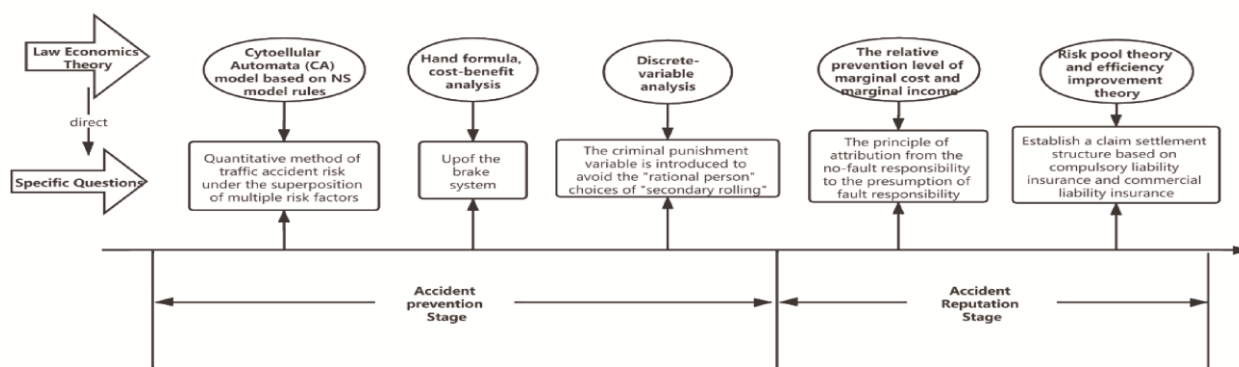 Law Economics
Theory
direct
Specific Questions
Cytoellular
Automata (CA)
model based on NS
model rules
Hand formula,
cost-benefit
analysis
Discrete-
variable analysis
The relative
prevention level of
marginal cost and
marginal income
Risk pool theory
and efficiency
improvement
theory
Quantitative method of
traffic accident risk
under the superposition
of multiple risk factors
Upof the
brake
system
The criminal punishment
variable is introduced to
avoid the "rational person"
choices of "secondary rolling"
The principle of
attribution from the
no-fault responsibility
to the presumption of
fault responsibility
Establish a claim settlement
structure based on
compulsory liability
insurance and commercial
liability insurance
Accident
prevention
Stage
Accident
Reputation
Stage